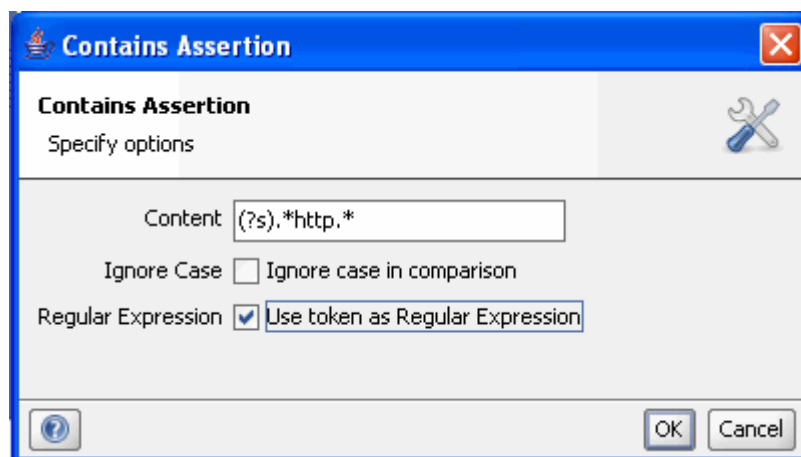 Contains Assertion
Contains Assertion
Specify options
Content (?s).*http.*
Ignore Case Ignore case in comparison
Regular Expression Use token as Regular Expression
? OK Cancel